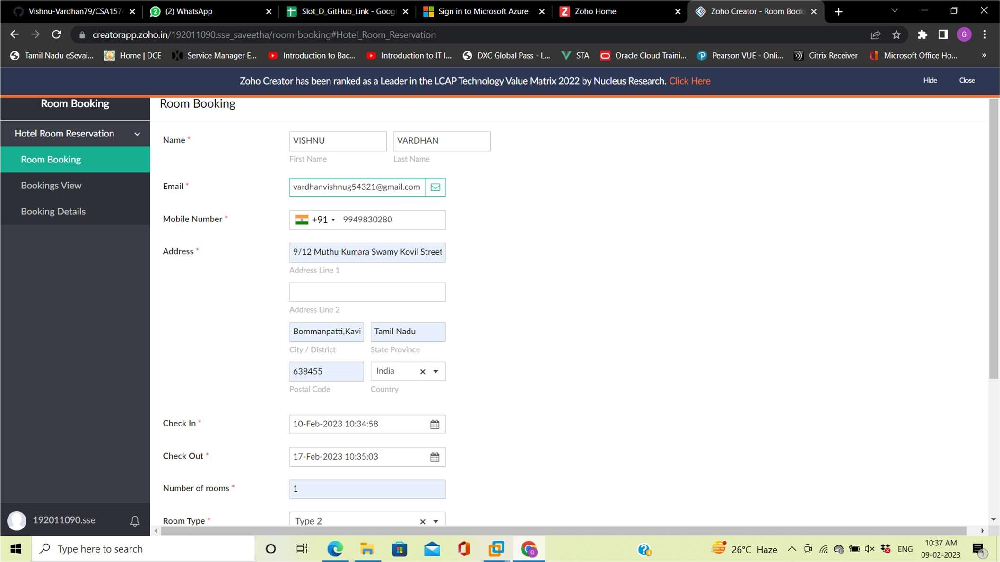 Vishnu-Vardhan79/CSA1574
(2) WhatsApp
Slot_D_GitHub_Link - Goog
Sign in to Microsoft Azure
Zoho Home
Zoho Creator - Room Booki
creatorapp.zoho.in/192011090.sse_saveetha/room-booking#Hotel_Room_Reservation
G
Tamil Nadu eSevai...
Home | DCE
Service Manager E...
Introduction to Bac...
Introduction to IT I...
DXC Global Pass - L...
STA
Oracle Cloud Traini...
Pearson VUE - Onli...
Citrix Receiver
Microsoft Office Ho...
»
Zoho Creator has been ranked as a Leader in the LCAP Technology Value Matrix 2022 by Nucleus Research. Click Here
Hide
Close
Room Booking
Room Booking
Hotel Room Reservation
Room Booking
Bookings View
Booking Details
Name *
VISHNU
VARDHAN
First Name
Last Name
Email *
vardhanvishnug54321@gmail.com
Mobile Number *
+91
9949830280
Address *
9/12 Muthu Kumara Swamy Kovil Street
Address Line 1
Address Line 2
Bommanpatti,Kavi
Tamil Nadu
City / District
State Province
638455
India
Postal Code
Country
Check In *
10-Feb-2023 10:34:58
Check Out *
17-Feb-2023 10:35:03
Number of rooms *
1
Room Type *
Type 2
192011090.sse
Type here to search
26°C Haze
ENG
10:37 AM
09-02-2023
1